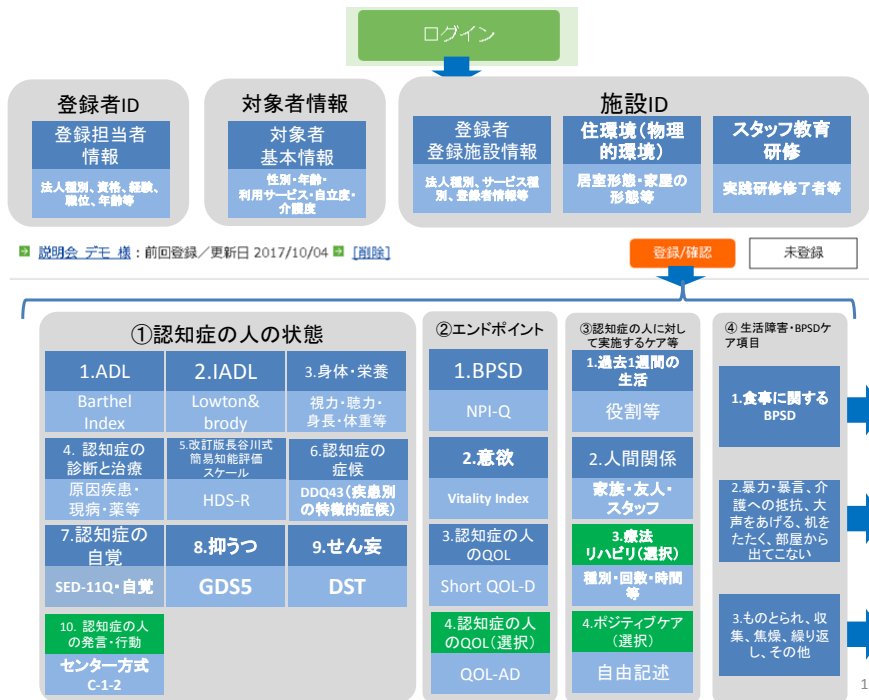 ログイン
登録者ID
登録担当者
情報
法人種別、資格、経験、
職位、年齢等
対象者情報
対象者
基本情報
性別・年齢・
利用サービス・自立度・
介護度
施設ID
登録者
登録施設情報
法人種別、サービス種
別、登録者情報等
住環境(物理
的環境)
居室形態・家屋の
形態等
スタッフ教育
研修
実践研修修了者等
説明会 デモ 様：前回登録／更新日 2017/10/04 [削除]
登録/確認
未登録
①認知症の人の状態
1.ADL
Barthel
Index
2.IADL
Lowton&
brody
3.身体・栄養
視力・聴力・
身長・体重等
4. 認知症の
診断と治療
原因疾患・
現病・薬等
5.改訂版長谷川式
簡易知能評価
スケール
HDS-R
6.認知症の
症候
DDQ43(疾患別
の特徴的症候)
7.認知症の
自覚
SED-11Q・自覚
8.抑うつ
GDS5
9.せん妄
DST
10. 認知症の人
の発言・行動
センター方式
C-1-2
②エンドポイント
1.BPSD
NPI-Q
2.意欲
Vitality Index
3.認知症の人
のQOL
Short QOL-D
4.認知症の人
のQOL(選択)
QOL-AD
③認知症の人に対し
て実施するケア等
1.過去1週間の
生活
役割等
2.人間関係
家族・友人・
スタッフ
3.療法
リハビリ(選択)
種別・回数・時間
等
4.ポジティブケア
(選択)
自由記述
④ 生活障害・BPSDケ
ア項目
1.食事に関する
BPSD
2.暴力・暴言、介
護への抵抗、大
声をあげる、机を
たたく、部屋から
出てこない
3.ものとられ、収
集、焦燥、繰り返
し、その他
1